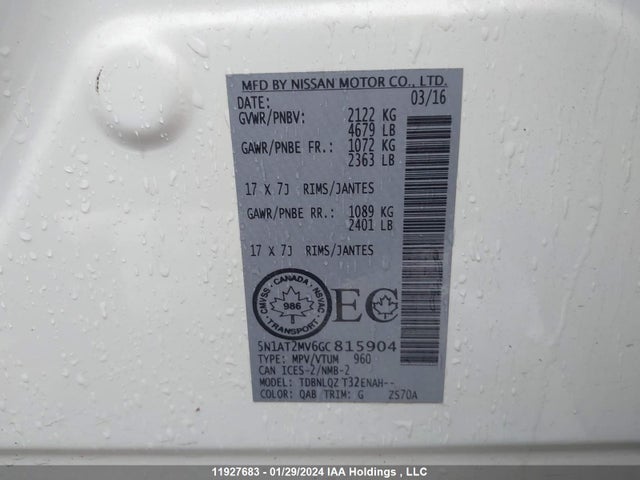 MFD BY NISSAN MOTOR CO., LTD.
DATE: 03/16
GVWR/PNBV: 2122 KG
4679 LB
GAWR/PNBE FR.: 1072 KG
2363 LB
17 X 7J RIMS/JANTES
GAWR/PNBE RR.: 1089 KG
2401 LB
17 X 7J RIMS/JANTES
CANADA
CMVSS NSVAC
986
TRANSPORT
EC
5N1AT2MV6GC815904
TYPE: MPV/VTUM 960
CAN ICES-2/NMB-2
MODEL: TDBNLQZ T32ENAH--
COLOR: QAB TRIM: G 2S70A
11927683 - 01/29/2024 IAA Holdings , LLC